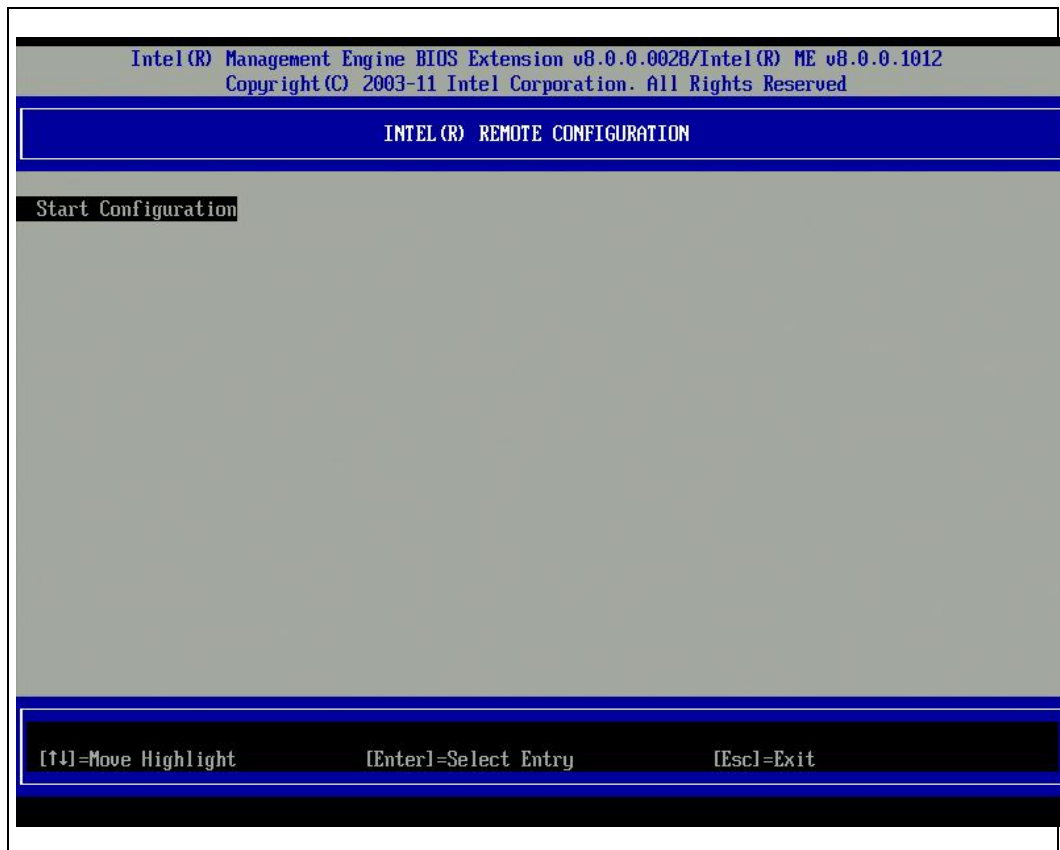 Intel(R) Management Engine BIOS Extension v8.0.0.0028/Intel(R) ME v8.0.0.1012
Copyright(C) 2003-11 Intel Corporation. All Rights Reserved
INTEL(R) REMOTE CONFIGURATION
Start Configuration
[↑↓]=Move Highlight [Enter]=Select Entry [Esc]=Exit